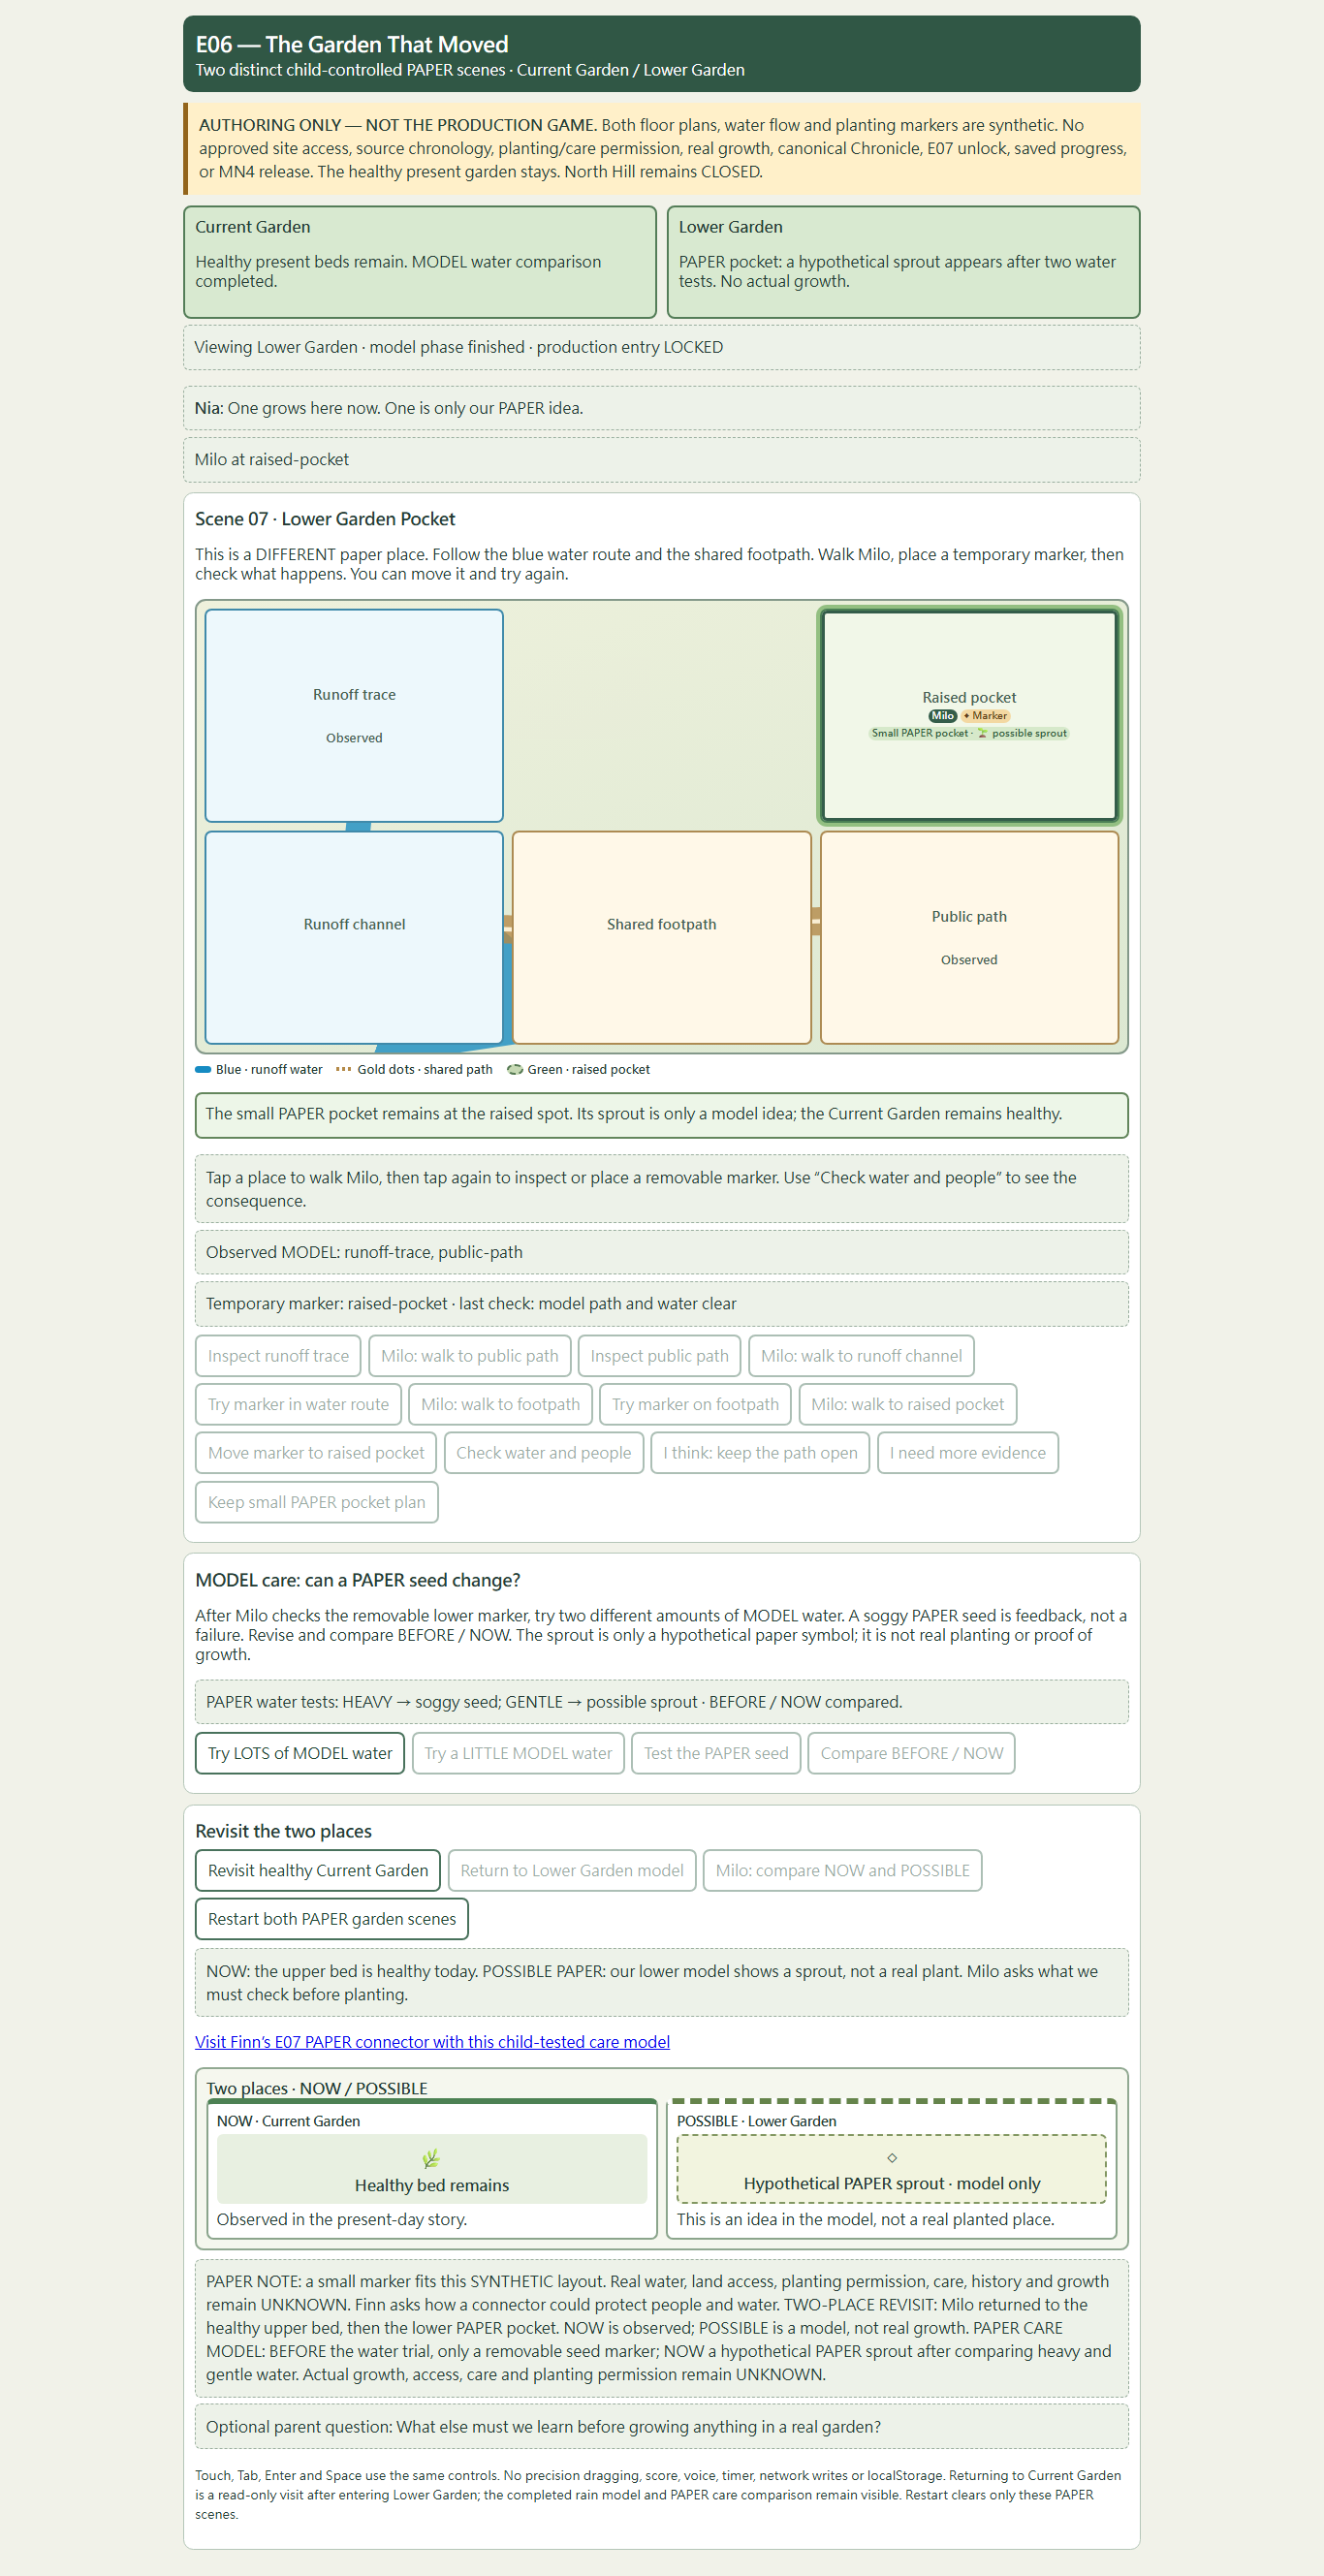 E06 — The Garden That Moved
Two distinct child-controlled PAPER scenes · Current Garden / Lower Garden
AUTHORING ONLY — NOT THE PRODUCTION GAME. Both floor plans, water flow and planting markers are synthetic. No
approved site access, source chronology, planting/care permission, real growth, canonical Chronicle, E07 unlock, saved progress,
or MN4 release. The healthy present garden stays. North Hill remains CLOSED.
Current Garden
Healthy present beds remain. MODEL water comparison
completed.
Lower Garden
PAPER pocket: a hypothetical sprout appears after two water
tests. No actual growth.
Viewing Lower Garden · model phase finished · production entry LOCKED
Nia: One grows here now. One is only our PAPER idea.
Milo at raised-pocket
Scene 07 · Lower Garden Pocket
This is a DIFFERENT paper place. Follow the blue water route and the shared footpath. Walk Milo, place a temporary marker, then
check what happens. You can move it and try again.
Runoff trace
Observed
Raised pocket
Milo ✦ Marker
Small PAPER pocket · 🌱 possible sprout
Runoff channel
Shared footpath
Public path
Observed
Blue · runoff water
Gold dots · shared path
Green · raised pocket
The small PAPER pocket remains at the raised spot. Its sprout is only a model idea; the Current Garden remains healthy.
Tap a place to walk Milo, then tap again to inspect or place a removable marker. Use “Check water and people” to see the
consequence.
Observed MODEL: runoff-trace, public-path
Temporary marker: raised-pocket · last check: model path and water clear
Inspect runoff trace
Milo: walk to public path
Inspect public path
Milo: walk to runoff channel
Try marker in water route
Milo: walk to footpath
Try marker on footpath
Milo: walk to raised pocket
Move marker to raised pocket
Check water and people
I think: keep the path open
I need more evidence
Keep small PAPER pocket plan
MODEL care: can a PAPER seed change?
After Milo checks the removable lower marker, try two different amounts of MODEL water. A soggy PAPER seed is feedback, not a
failure. Revise and compare BEFORE / NOW. The sprout is only a hypothetical paper symbol; it is not real planting or proof of
growth.
PAPER water tests: HEAVY → soggy seed; GENTLE → possible sprout · BEFORE / NOW compared.
Try LOTS of MODEL water
Try a LITTLE MODEL water
Test the PAPER seed
Compare BEFORE / NOW
Revisit the two places
Revisit healthy Current Garden
Return to Lower Garden model
Milo: compare NOW and POSSIBLE
Restart both PAPER garden scenes
NOW: the upper bed is healthy today. POSSIBLE PAPER: our lower model shows a sprout, not a real plant. Milo asks what we
must check before planting.
Visit Finn's E07 PAPER connector with this child-tested care model
Two places · NOW / POSSIBLE
NOW · Current Garden
🌿
Healthy bed remains
Observed in the present-day story.
POSSIBLE · Lower Garden
◇
Hypothetical PAPER sprout · model only
This is an idea in the model, not a real planted place.
PAPER NOTE: a small marker fits this SYNTHETIC layout. Real water, land access, planting permission, care, history and growth
remain UNKNOWN. Finn asks how a connector could protect people and water. TWO-PLACE REVISIT: Milo returned to the
healthy upper bed, then the lower PAPER pocket. NOW is observed; POSSIBLE is a model, not real growth. PAPER CARE
MODEL: BEFORE the water trial, only a removable seed marker; NOW a hypothetical PAPER sprout after comparing heavy and
gentle water. Actual growth, access, care and planting permission remain UNKNOWN.
Optional parent question: What else must we learn before growing anything in a real garden?
Touch, Tab, Enter and Space use the same controls. No precision dragging, score, voice, timer, network writes or localStorage. Returning to Current Garden
is a read-only visit after entering Lower Garden; the completed rain model and PAPER care comparison remain visible. Restart clears only these PAPER
scenes.